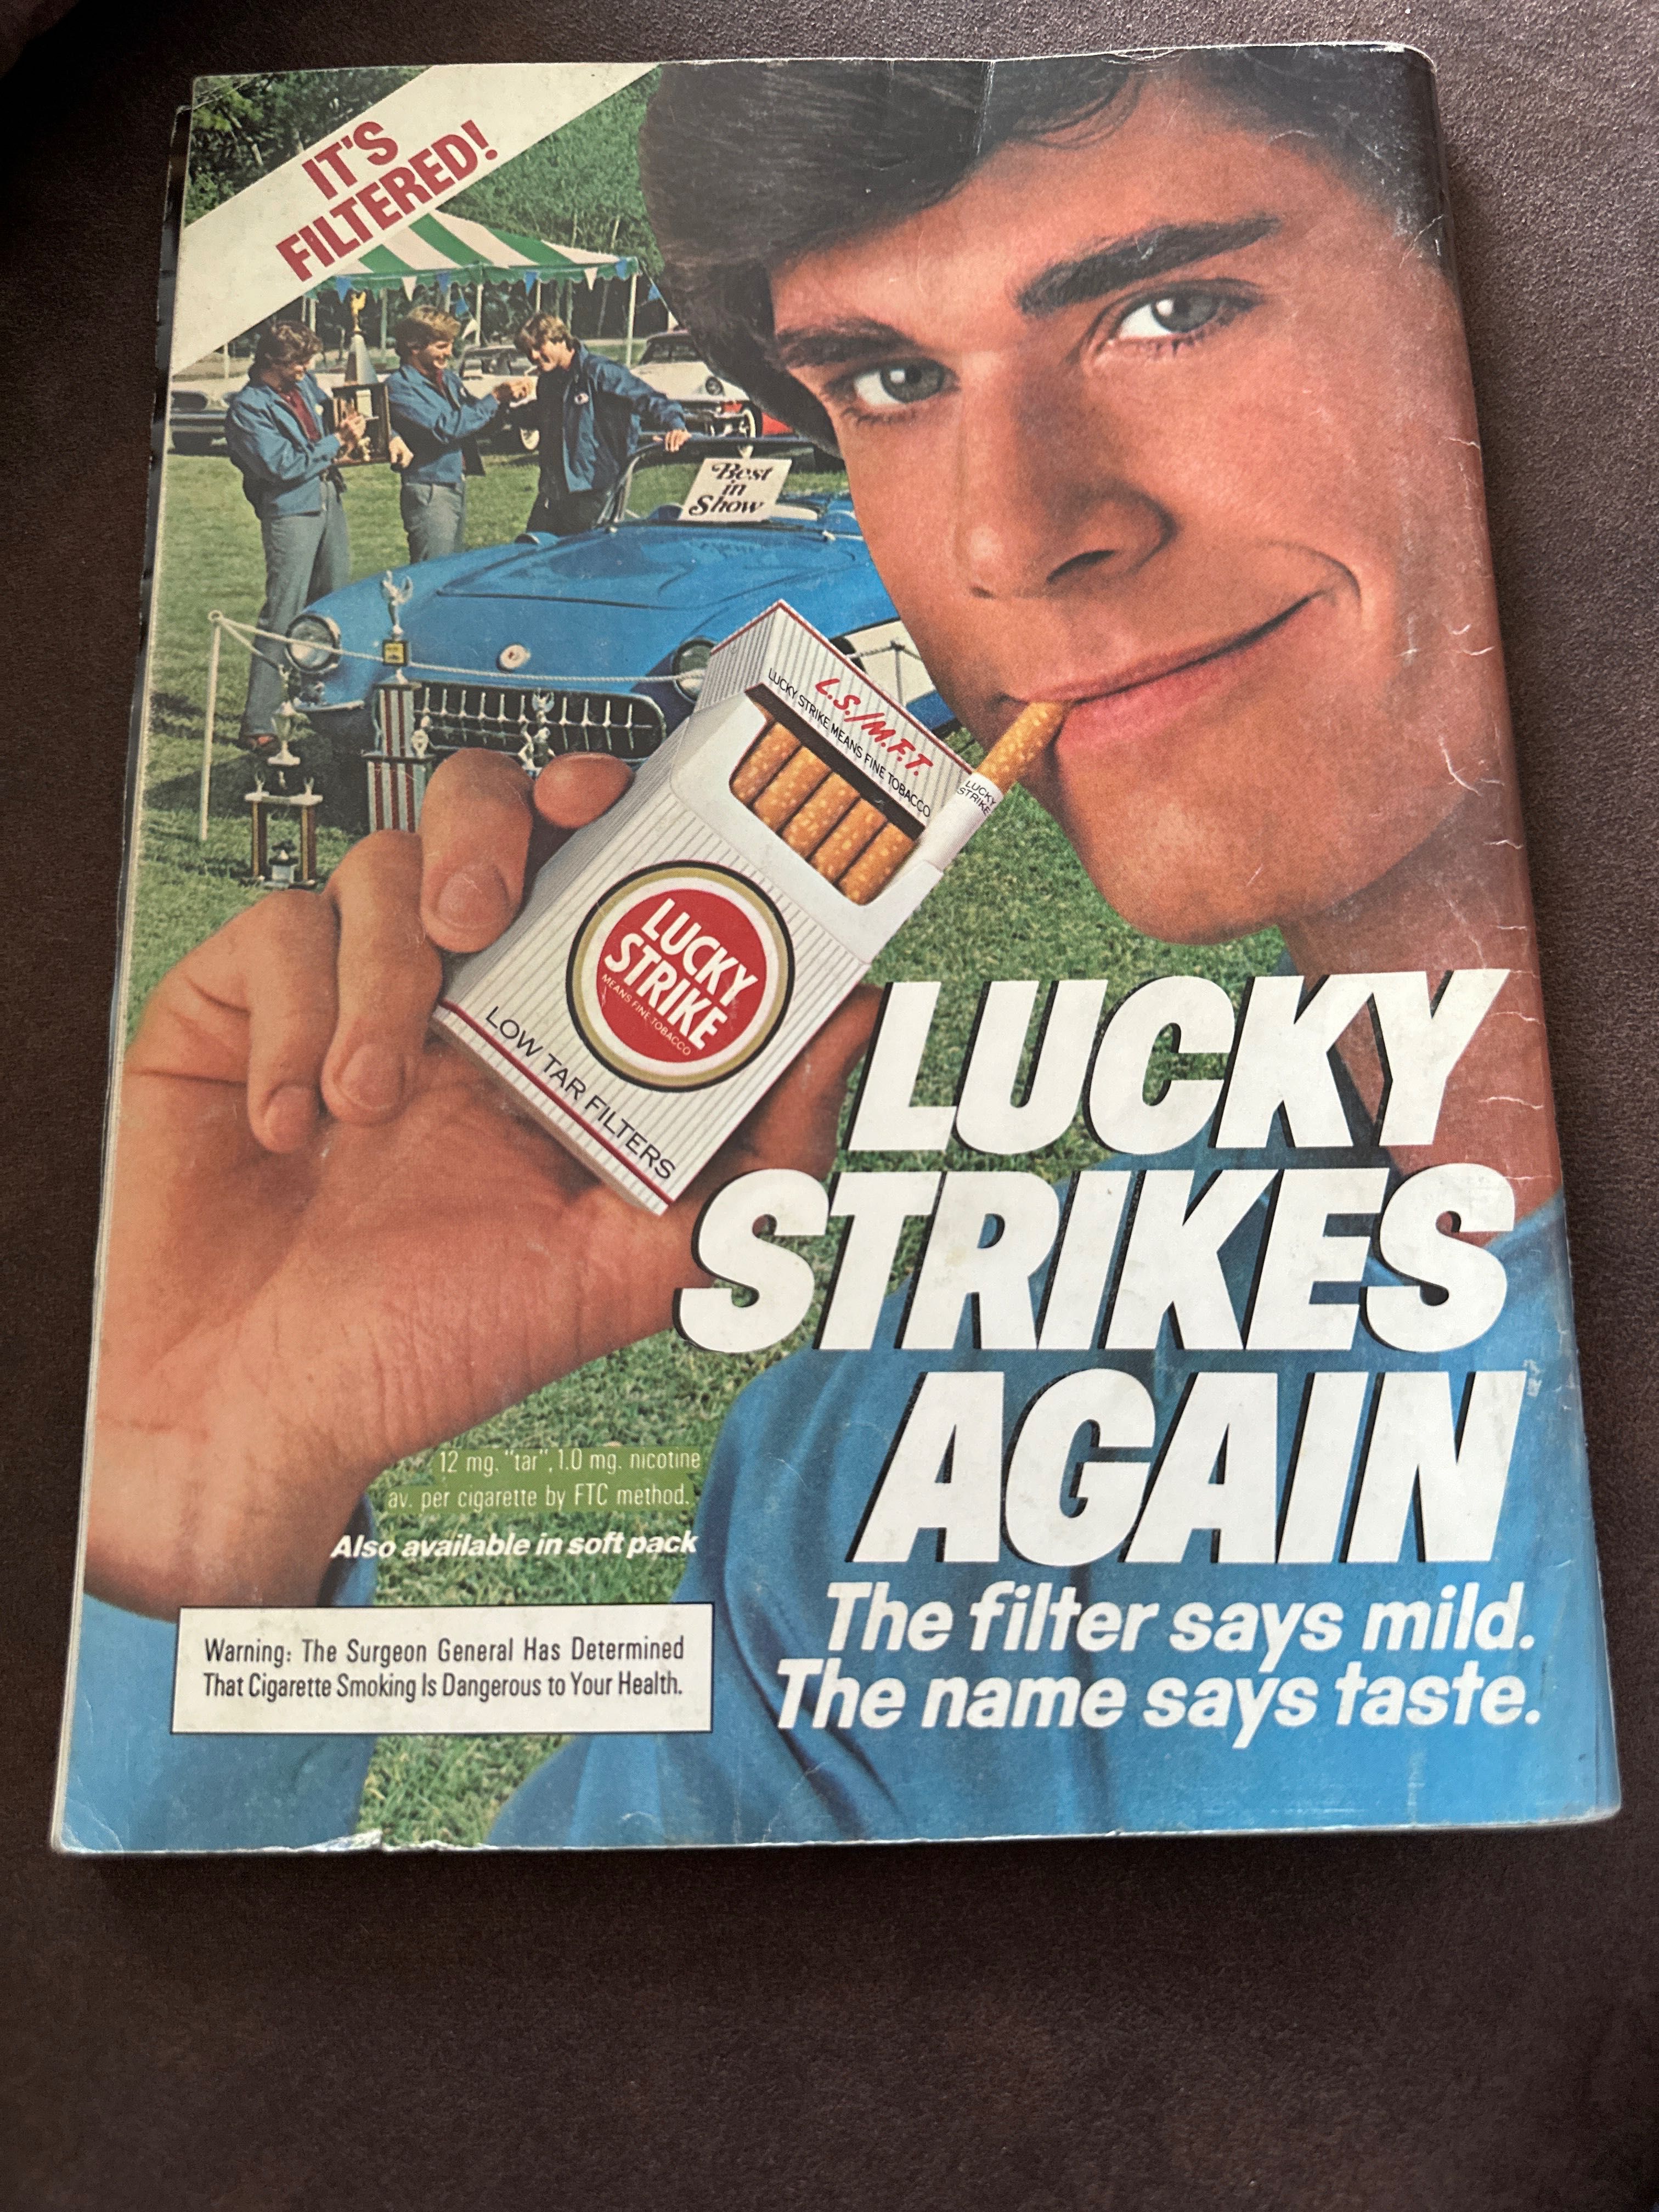 IT'S
FILTERED!
Best
in
Show
L.S./M.F.T.
LUCKY STRIKE MEANS FINE TOBACCO
LUCKY
STRIKE
LUCKY
STRIKE
MEANS FINE TOBACCO
LOW TAR FILTERS
LUCKY
STRIKES
AGAIN
The filter says mild.
The name says taste.
12 mg. "tar", 1.0 mg. nicotine
av. per cigarette by FTC method.
Also available in soft pack
Warning: The Surgeon General Has Determined
That Cigarette Smoking Is Dangerous to Your Health.